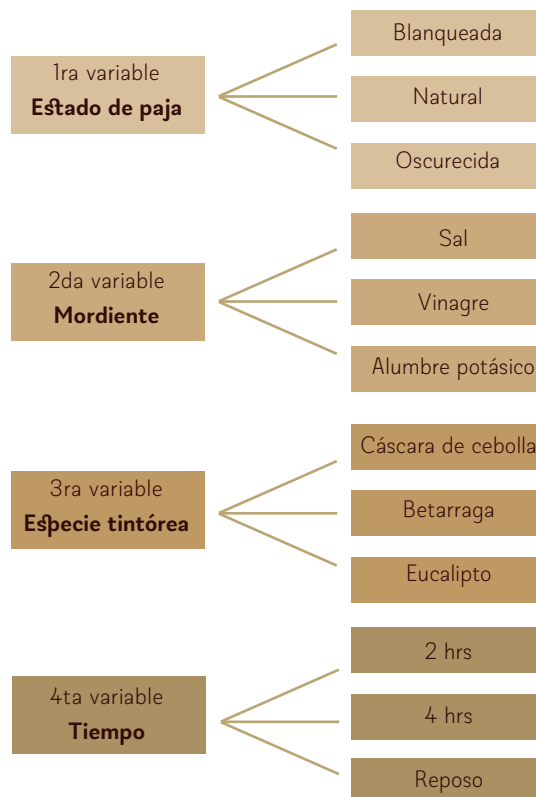 1ra variable
Estado de paja
Blanqueada
Natural
Oscurecida
2da variable
Mordiente
Sal
Vinagre
Alumbre potásico
3ra variable
Especie tintórea
Cáscara de cebolla
Betarraga
Eucalipto
4ta variable
Tiempo
2 hrs
4 hrs
Reposo